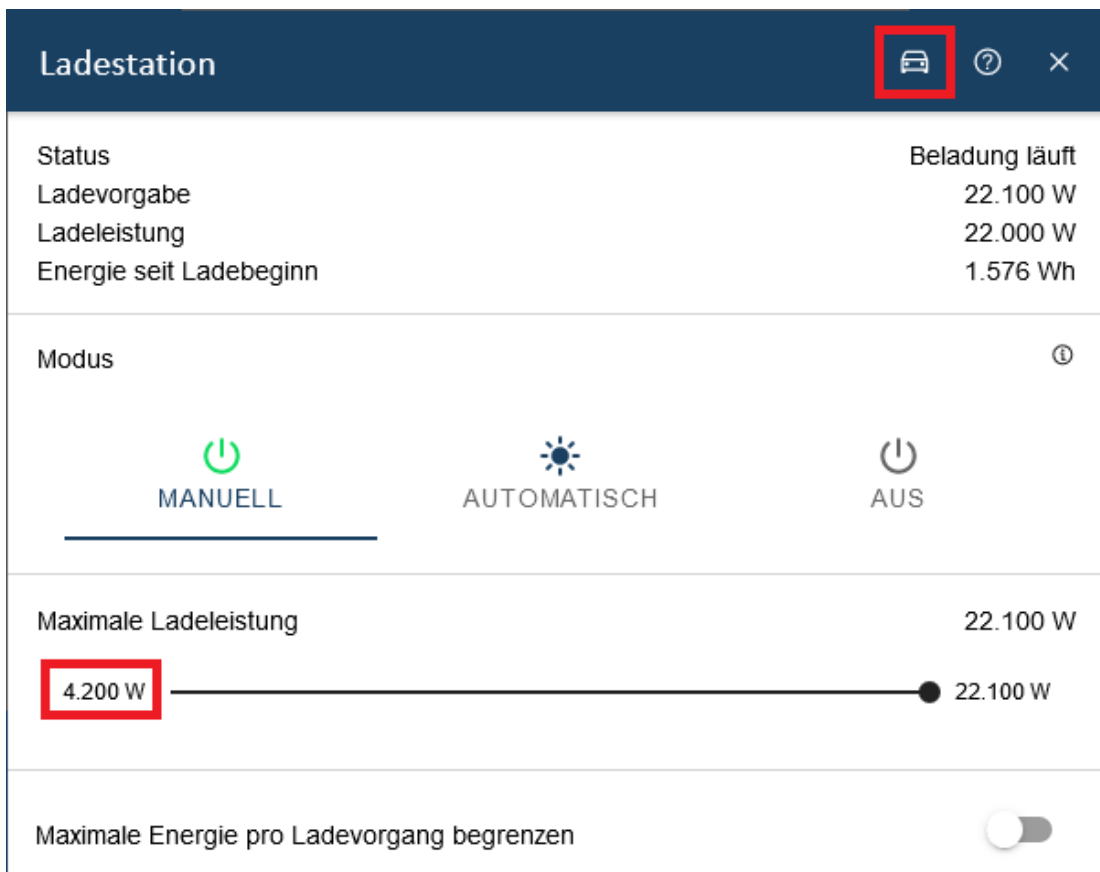 Ladestation
Status Beladung läuft
Ladevorgabe 22.100 W
Ladeleistung 22.000 W
Energie seit Ladebeginn 1.576 Wh
Modus
MANUELL AUTOMATISCH AUS
Maximale Ladeleistung 22.100 W
4.200 W 22.100 W
Maximale Energie pro Ladevorgang begrenzen